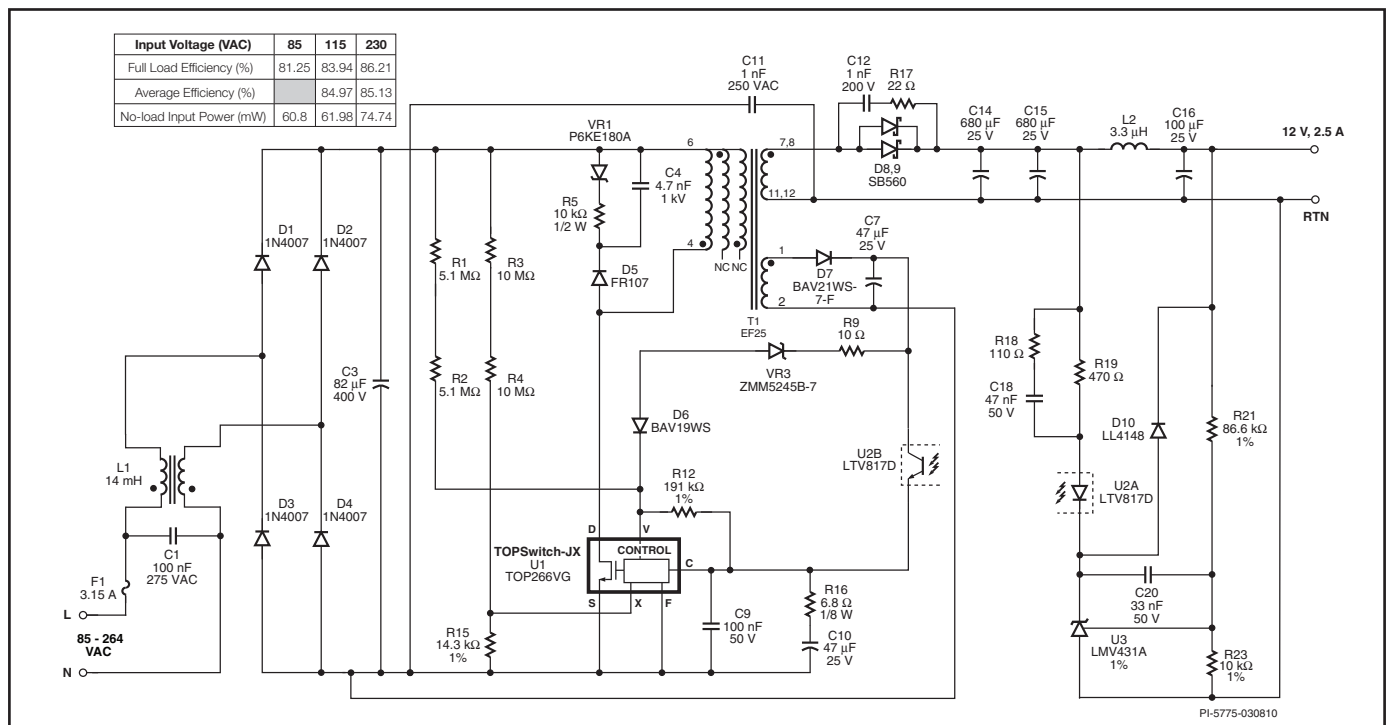 Input Voltage (VAC) 85 115 230
Full Load Efficiency (%) 81.25 83.94 86.21
Average Efficiency (%) 84.97 85.13
No-load Input Power (mW) 60.8 61.98 74.74
C11
1 nF
250 VAC
C12
1 nF
200 V
R17
22 Ω
C14
680 µF
25 V
C15
680 µF
25 V
L2
3.3 µH
C16
100 µF
25 V
12 V, 2.5 A
RTN
VR1
P6KE180A
C4
4.7 nF
1 kV
R5
10 kΩ
1/2 W
D5
FR107
6
4
NC NC
7,8
11,12
1
2
T1
EF25
D8,9
SB560
C7
47 µF
25 V
D7
BAV21WS-
7-F
D1
1N4007
D2
1N4007
R1
5.1 MΩ
R3
10 MΩ
R2
5.1 MΩ
R4
10 MΩ
C3
82 µF
400 V
R9
10 Ω
VR3
ZMM5245B-7
D6
BAV19WS
R12
191 kΩ
1%
U2B
LTV817D
R18
110 Ω
C18
47 nF
50 V
R19
470 Ω
D10
LL4148
R21
86.6 kΩ
1%
U2A
LTV817D
L1
14 mH
D3
1N4007
D4
1N4007
C1
100 nF
275 VAC
F1
3.15 A
L
85 - 264
VAC
N
TOPSwitch-JX
U1
TOP266VG
D
V
CONTROL
C
S
X
F
R15
14.3 kΩ
1%
C9
100 nF
50 V
R16
6.8 Ω
1/8 W
C10
47 µF
25 V
C20
33 nF
50 V
U3
LMV431A
1%
R23
10 kΩ
1%
PI-5775-030810